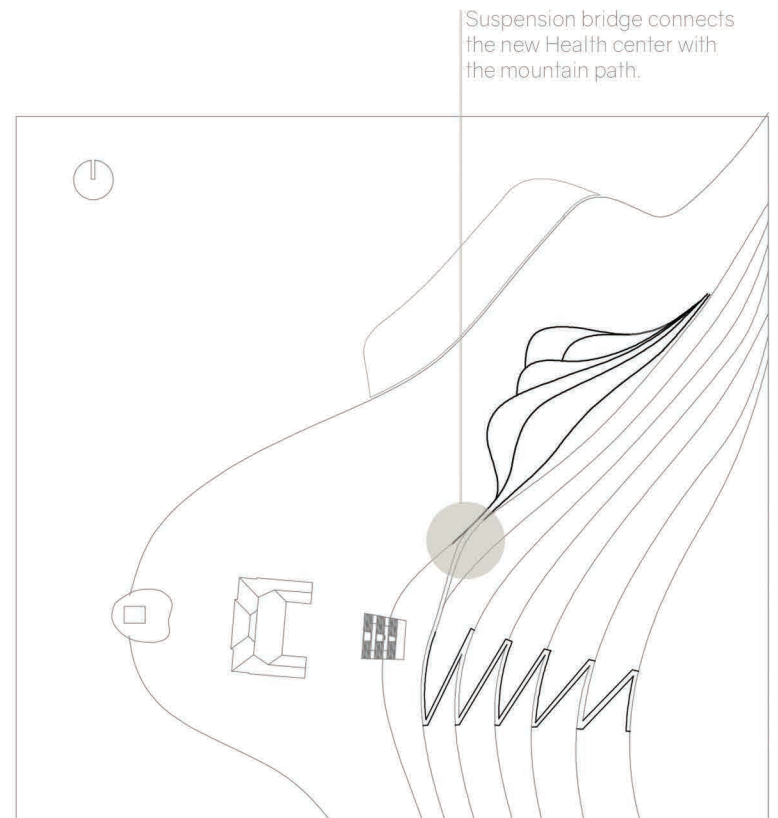 Suspension bridge connects
the new Health center with
the mountain path.